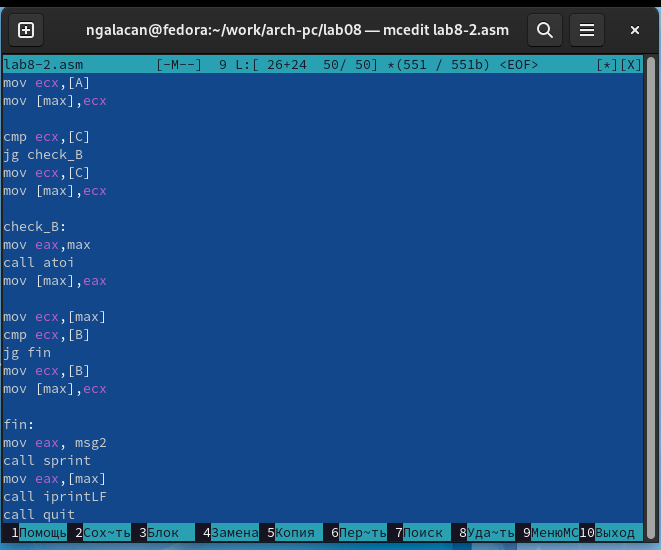 ngalacan@fedora:~/work/arch-pc/lab08 — mcedit lab8-2.asm
lab8-2.asm [-M--] 9 L:[ 26+24 50/ 50] *(551 / 551b) <EOF> [*][X]
mov ecx,[A]
mov [max],ecx
cmp ecx,[C]
jg check_B
mov ecx,[C]
mov [max],ecx
check_B:
mov eax,max
call atoi
mov [max],eax
mov ecx,[max]
cmp ecx,[B]
jg fin
mov ecx,[B]
mov [max],ecx
fin:
mov eax, msg2
call sprint
mov eax,[max]
call iprintLF
call quit
1Помощь 2Сох~ть 3Блок 4Замена 5Копия 6Пер~ть 7Поиск 8Уда~ть 9МенюMC 10Выход